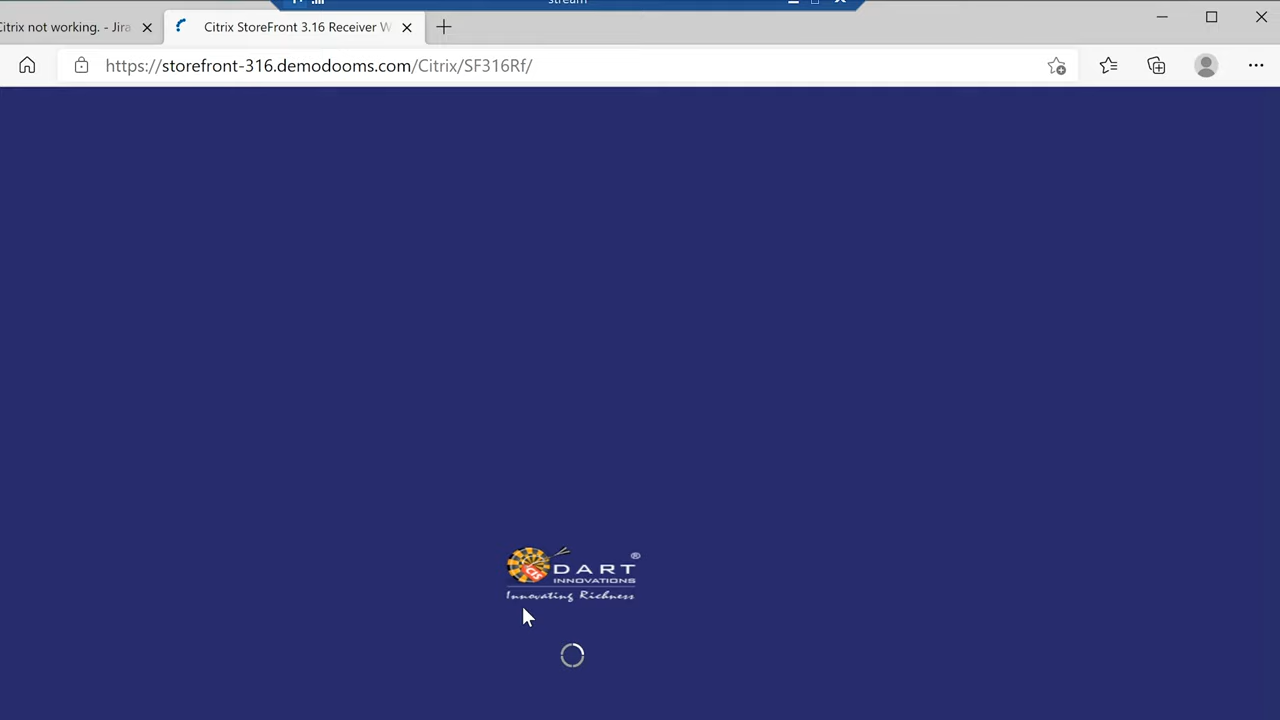 stream
Citrix not working. - Jira
Citrix StoreFront 3.16 Receiver W
https://storefront-316.demodooms.com/Citrix/SF316Rf/
CIS
DART ®
INNOVATIONS
Innovating Richness